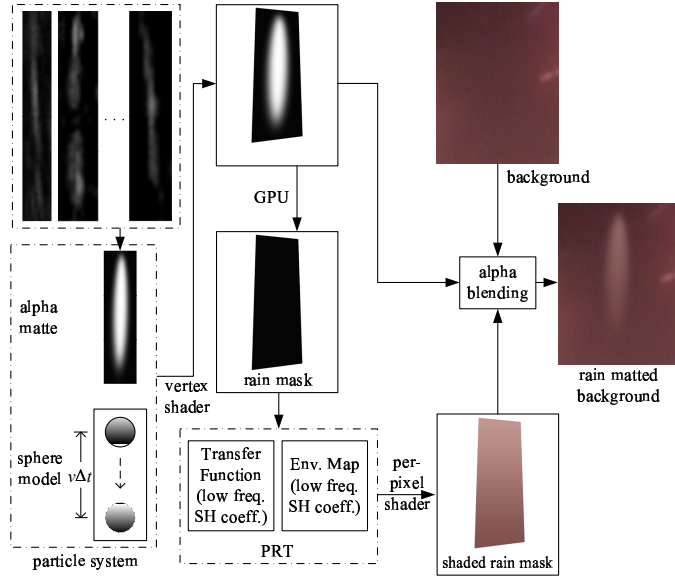 . . .
alpha
matte
sphere
model
vΔt
particle system
vertex
shader
GPU
rain mask
Transfer
Function
(low freq.
SH coeff.)
Env. Map
(low freq.
SH coeff.)
PRT
per-
pixel
shader
background
alpha
blending
rain matted
background
shaded rain mask